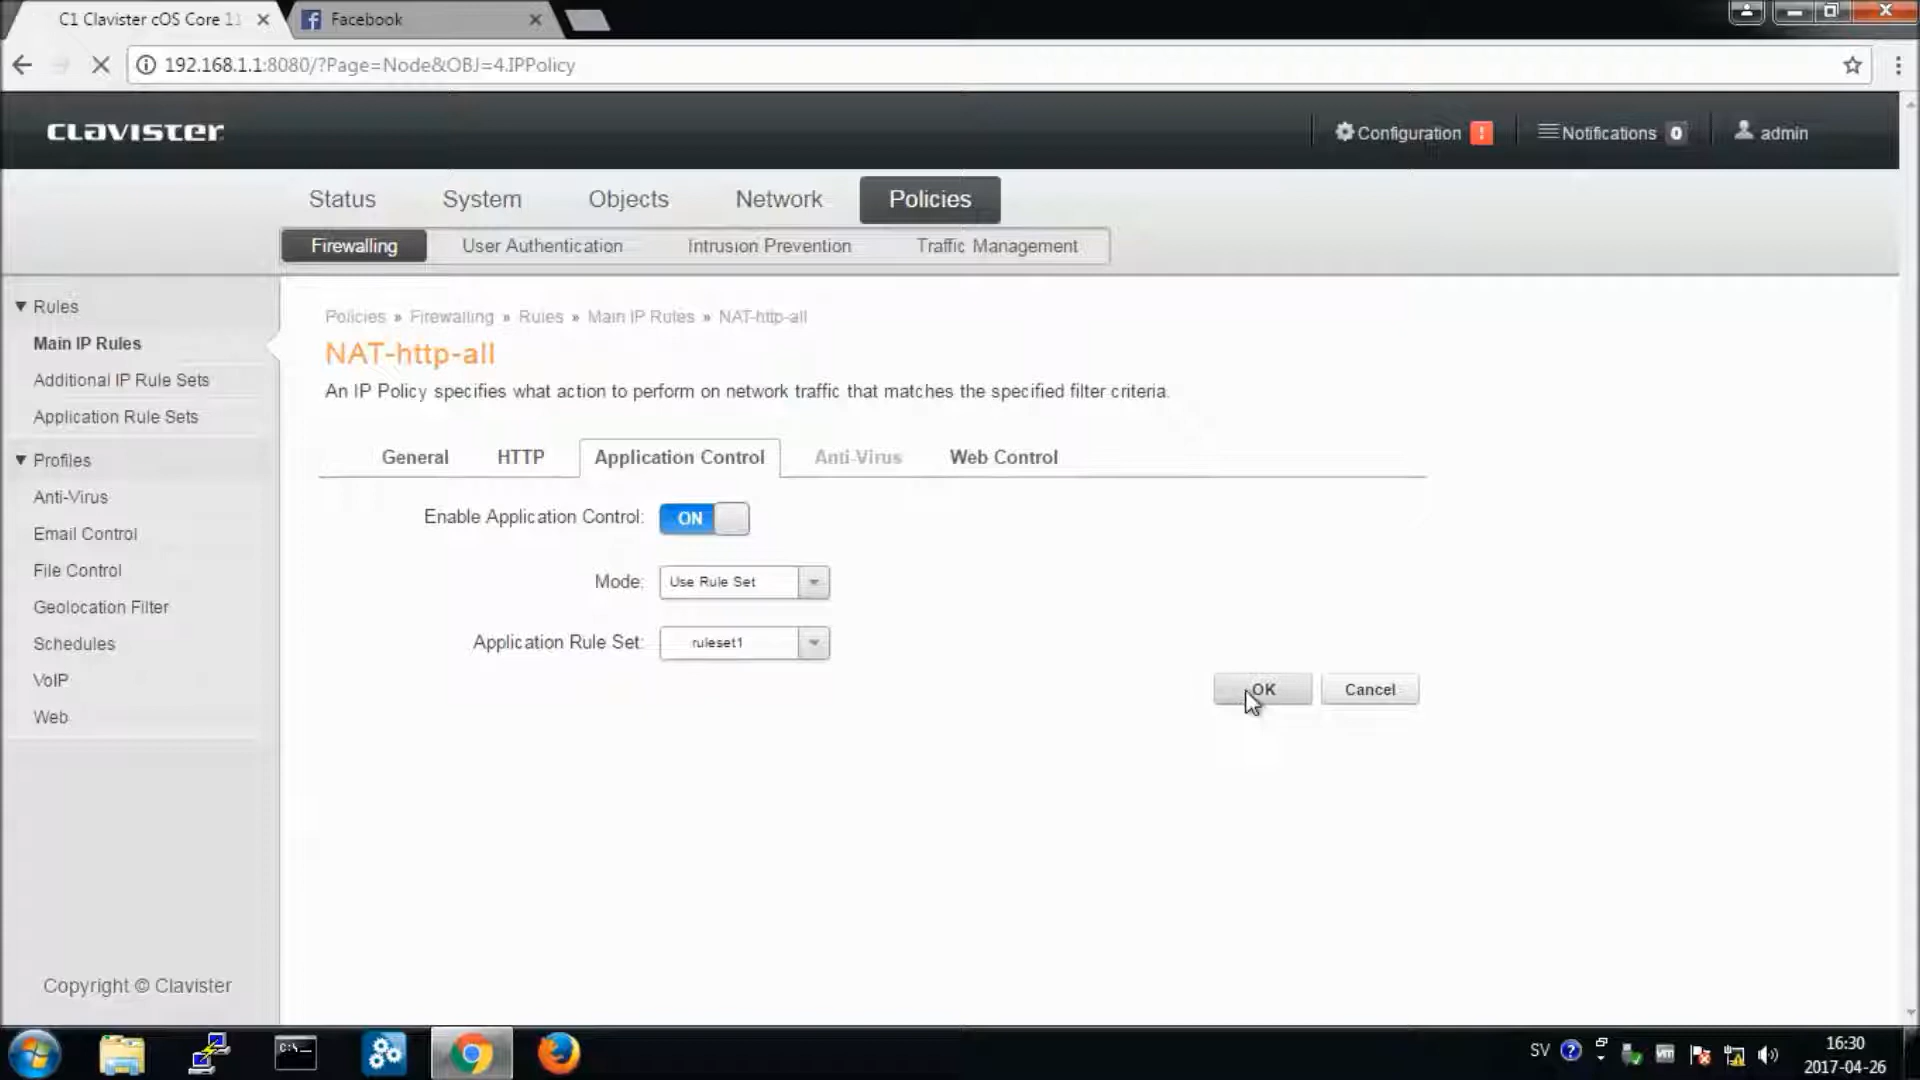 C1 Clavister cOS Core 11
Facebook
192.168.1.1:8080/?Page=Node&OBJ=4.IPPolicy
CLAVISTER
Configuration !
Notifications 0
admin
Status System Objects Network Policies
Firewalling User Authentication Intrusion Prevention Traffic Management
Rules
Main IP Rules
Additional IP Rule Sets
Application Rule Sets
Profiles
Anti-Virus
Email Control
File Control
Geolocation Filter
Schedules
VoIP
Web
Copyright © Clavister
Policies » Firewalling » Rules » Main IP Rules » NAT-http-all
NAT-http-all
An IP Policy specifies what action to perform on network traffic that matches the specified filter criteria.
General HTTP Application Control Anti-Virus Web Control
Enable Application Control: ON
Mode: Use Rule Set
Application Rule Set: ruleset1
OK Cancel
C:\_
SV
vm
16:30
2017-04-26